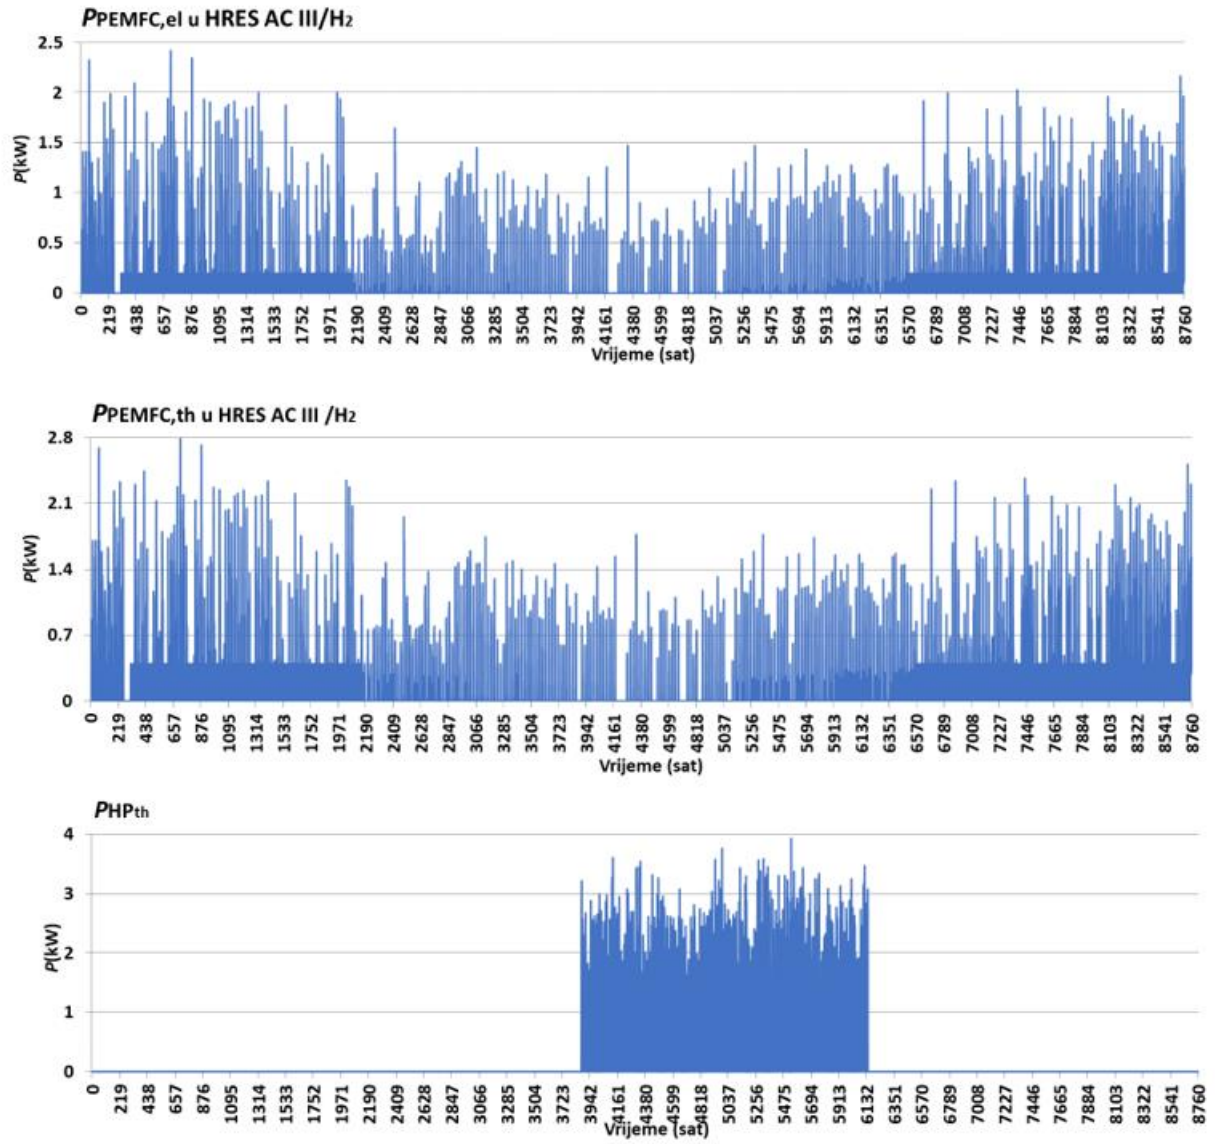 PPEMFC,el u HRES AC III/H2
2.5
2
1.5
1
0.5
0
P(kW)
0 219 438 657 876 1095 1314 1533 1752 1971 2190 2409 2628 2847 3066 3285 3504 3723 3942 4161 4380 4599 4818 5037 5256 5475 5694 5913 6132 6351 6570 6789 7008 7227 7446 7665 7884 8103 8322 8541 8760
Vrijeme (sat)
PPEMFC,th u HRES AC III /H2
2.8
2.1
1.4
0.7
0
P(kW)
0 219 438 657 876 1095 1314 1533 1752 1971 2190 2409 2628 2847 3066 3285 3504 3723 3942 4161 4380 4599 4818 5037 5256 5475 5694 5913 6132 6351 6570 6789 7008 7227 7446 7665 7884 8103 8322 8541 8760
Vrijeme (sat)
PHPth
4
3
2
1
0
P(kW)
0 219 438 657 876 1095 1314 1533 1752 1971 2190 2409 2628 2847 3066 3285 3504 3723 3942 4161 4380 4599 4818 5037 5256 5475 5694 5913 6132 6351 6570 6789 7008 7227 7446 7665 7884 8103 8322 8541 8760
Vrijeme (sat)